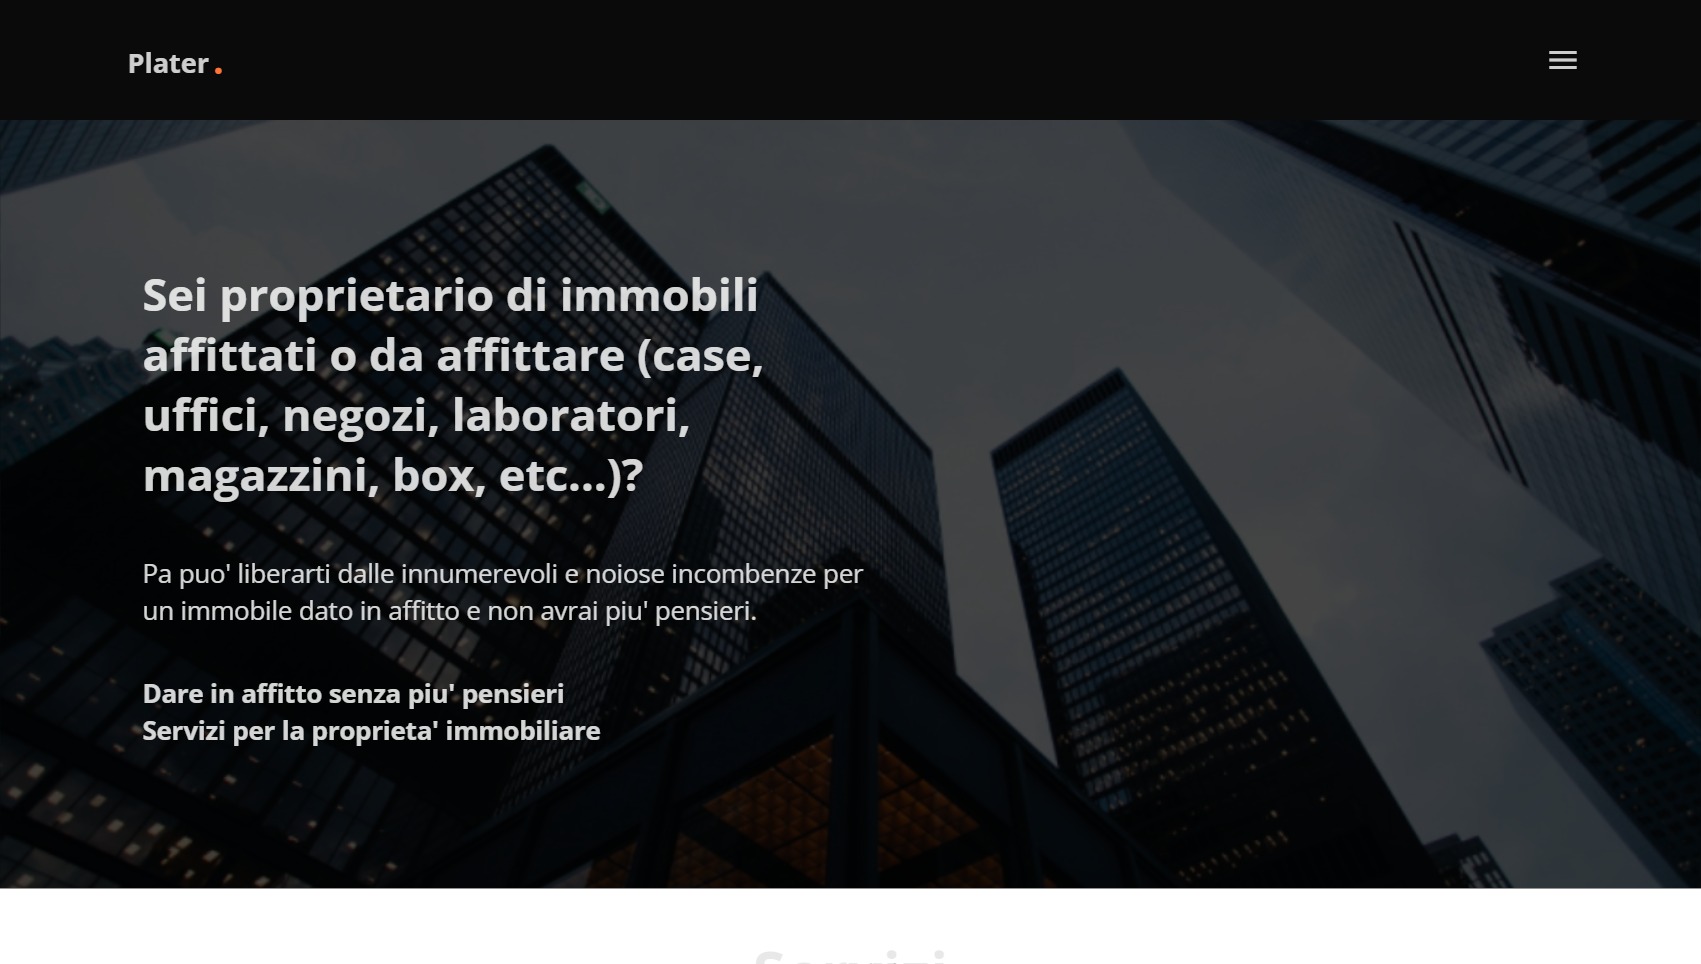 Plater.
Sei proprietario di immobili
affittati o da affittare (case,
uffici, negozi, laboratori,
magazzini, box, etc...)?
Pa puo' liberarti dalle innumerevoli e noiose incombenze per
un immobile dato in affitto e non avrai piu' pensieri.
Dare in affitto senza piu' pensieri
Servizi per la proprieta' immobiliare
Servizi